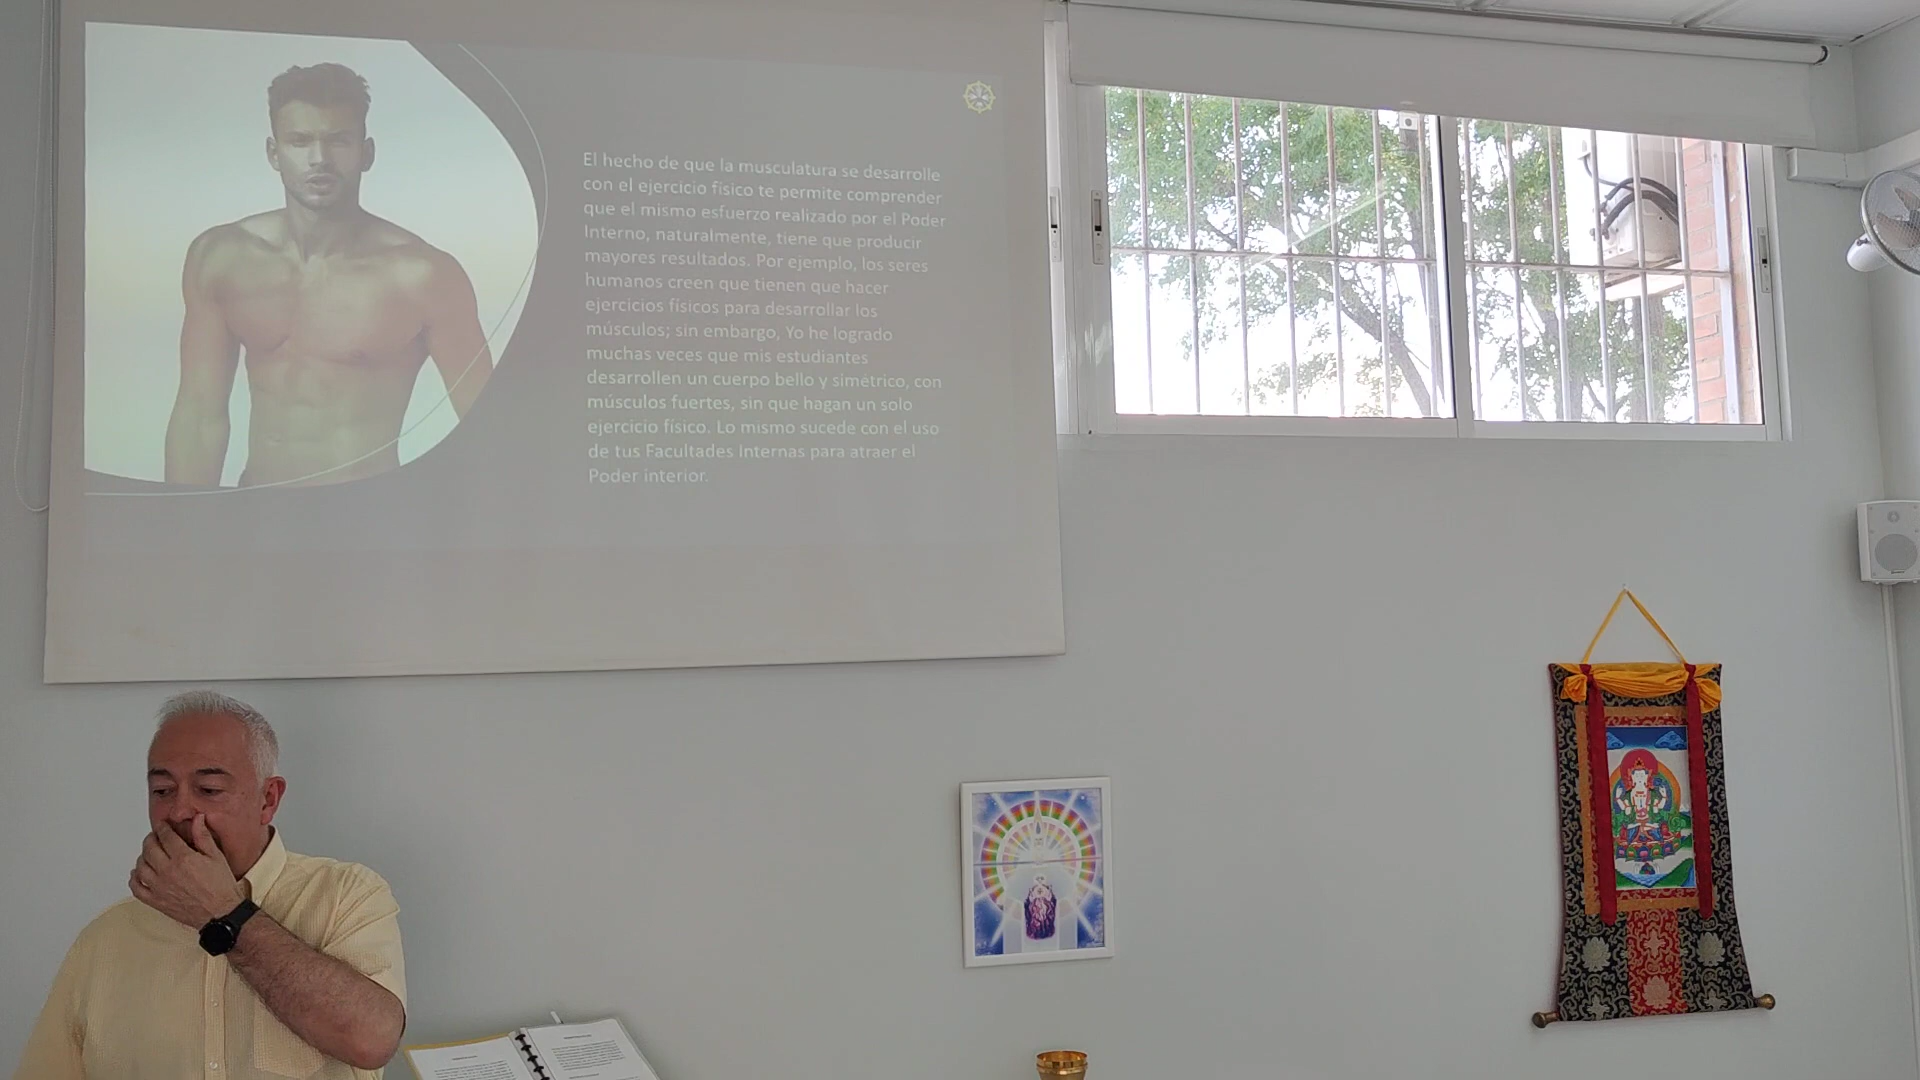 El hecho de que la musculatura se desarrolle
con el ejercicio físico te permite comprender
que el mismo esfuerzo realizado por el Poder
Interno, naturalmente, tiene que producir
mayores resultados. Por ejemplo, los seres
humanos creen que tienen que hacer
ejercicios físicos para desarrollar los
músculos; sin embargo, Yo he logrado
muchas veces que mis estudiantes
desarrollen un cuerpo bello y simétrico, con
músculos fuertes, sin que hagan un solo
ejercicio físico. Lo mismo sucede con el uso
de tus Facultades Internas para atraer el
Poder interior.